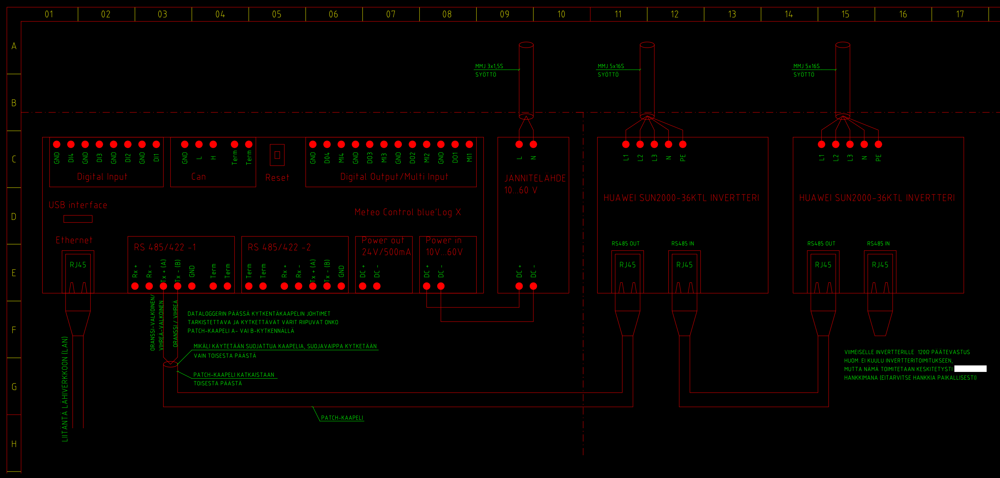 01 02 03 04 05 06 07 08 09 10 11 12 13 14 15 16 17
A
B
C
D
E
F
G
H
MMJ 3x1,5S
SYÖTTÖ
MMJ 5x16S
SYÖTTÖ
MMJ 5x16S
SYÖTTÖ
GND DI4 GND DI3 GND DI2 GND DI1
Digital Input
GND L H Term Term
Can
Reset
GND DO4 MI4 GND DO3 MI3 GND DO2 MI2 GND DO1 MI1
Digital Output/Multi Input
USB interface
Meteo Control blue'Log X
Ethernet
RJ45
RS 485/422 -1
Rx + Rx - Tx + (A) Tx - (B) GND Term Term
RS 485/422 -2
Term Term Rx + Rx - Tx + (A) Tx - (B) GND
Power out
24V/500mA
DC + DC -
Power in
10V...60V
DC + DC -
L N
JÄNNITELÄHDE
10...60 V
DC + DC -
L1 L2 L3 N PE
HUAWEI SUN2000-36KTL INVERTTERI
RS485 OUT RS485 IN
RJ45 RJ45
L1 L2 L3 N PE
HUAWEI SUN2000-36KTL INVERTTERI
RS485 OUT RS485 IN
RJ45 RJ45
ORANSSI-VALKOINEN/
VIHREÄ-VALKOINEN
ORANSSI / VIHREÄ
DATALOGGERIN PÄÄSSÄ KYTKENTÄKAAPELIN JOHTIMET
TARKISTETTAVA JA KYTKETTÄVÄT VÄRIT RIIPUVAT ONKO
PATCH-KAAPELI A- VAI B-KYTKENNÄLLÄ
MIKÄLI KÄYTETÄÄN SUOJATTUA KAAPELIA, SUOJAVAIPPA KYTKETÄÄN
VAIN TOISESTA PÄÄSTÄ
PATCH-KAAPELI KATKAISTAAN
TOISESTA PÄÄSTÄ
PATCH-KAAPELI
LIITÄNTÄ LÄHIVERKKOON (LAN)
VIIMEISELLE INVERTTERILLE 120Ω PÄÄTEVASTUS
HUOM. EI KUULU INVERTTERITOIMITUKSEEN,
MUTTA NÄMÄ TOIMITETAAN KESKITETYSTI
HANKKIMANA (EITARVITSE HANKKIA PAIKALLISESTI)